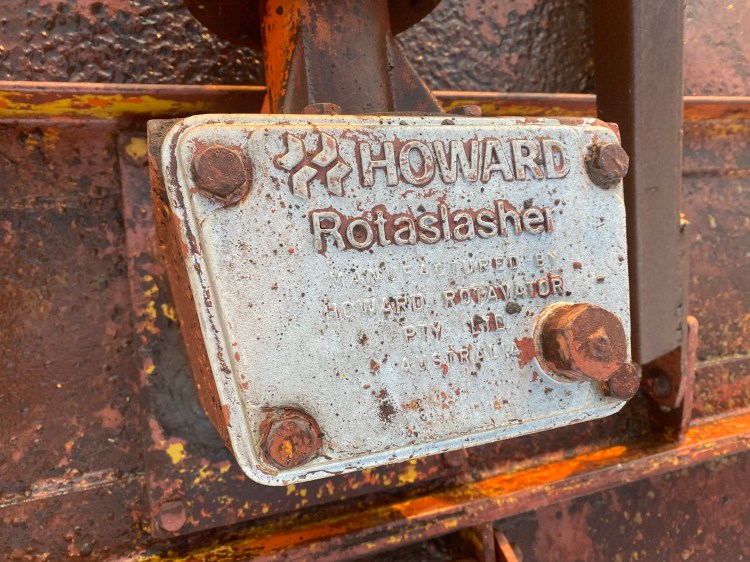 HOWARD
Rotaslasher
MANUFACTURED BY
HOWARD ROTAVATOR
PTY. LTD.
AUSTRALIA